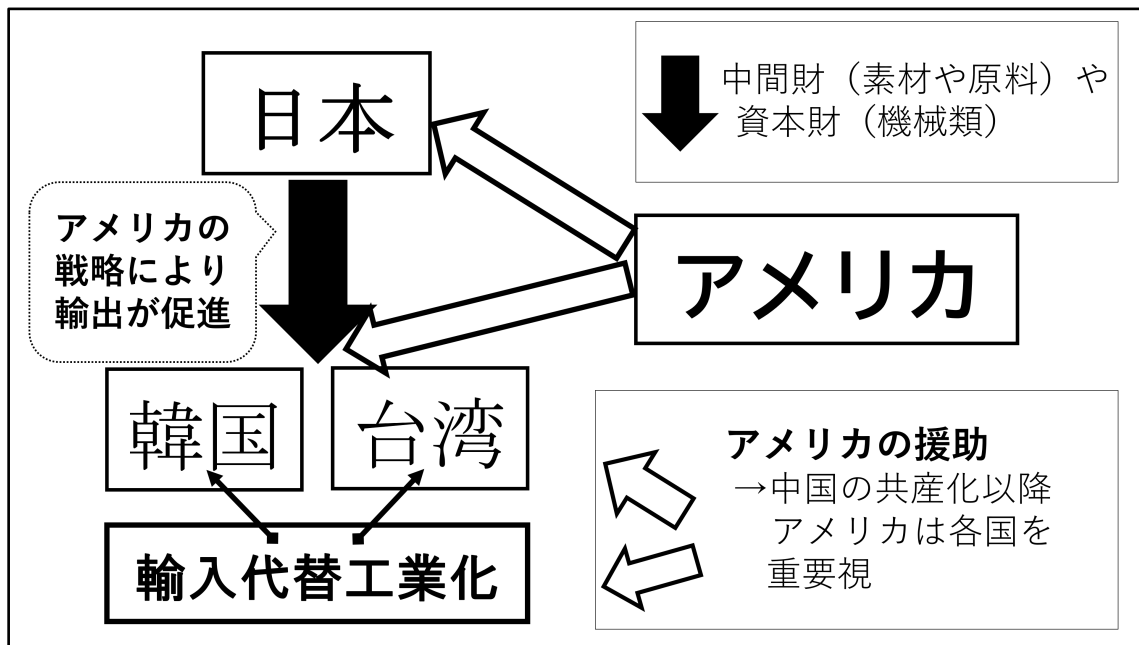 日本
中間財（素材や原料）や
資本財（機械類）
アメリカの
戦略により
輸出が促進
アメリカ
韓国
台湾
輸入代替工業化
アメリカの援助
→中国の共産化以降
アメリカは各国を
重要視